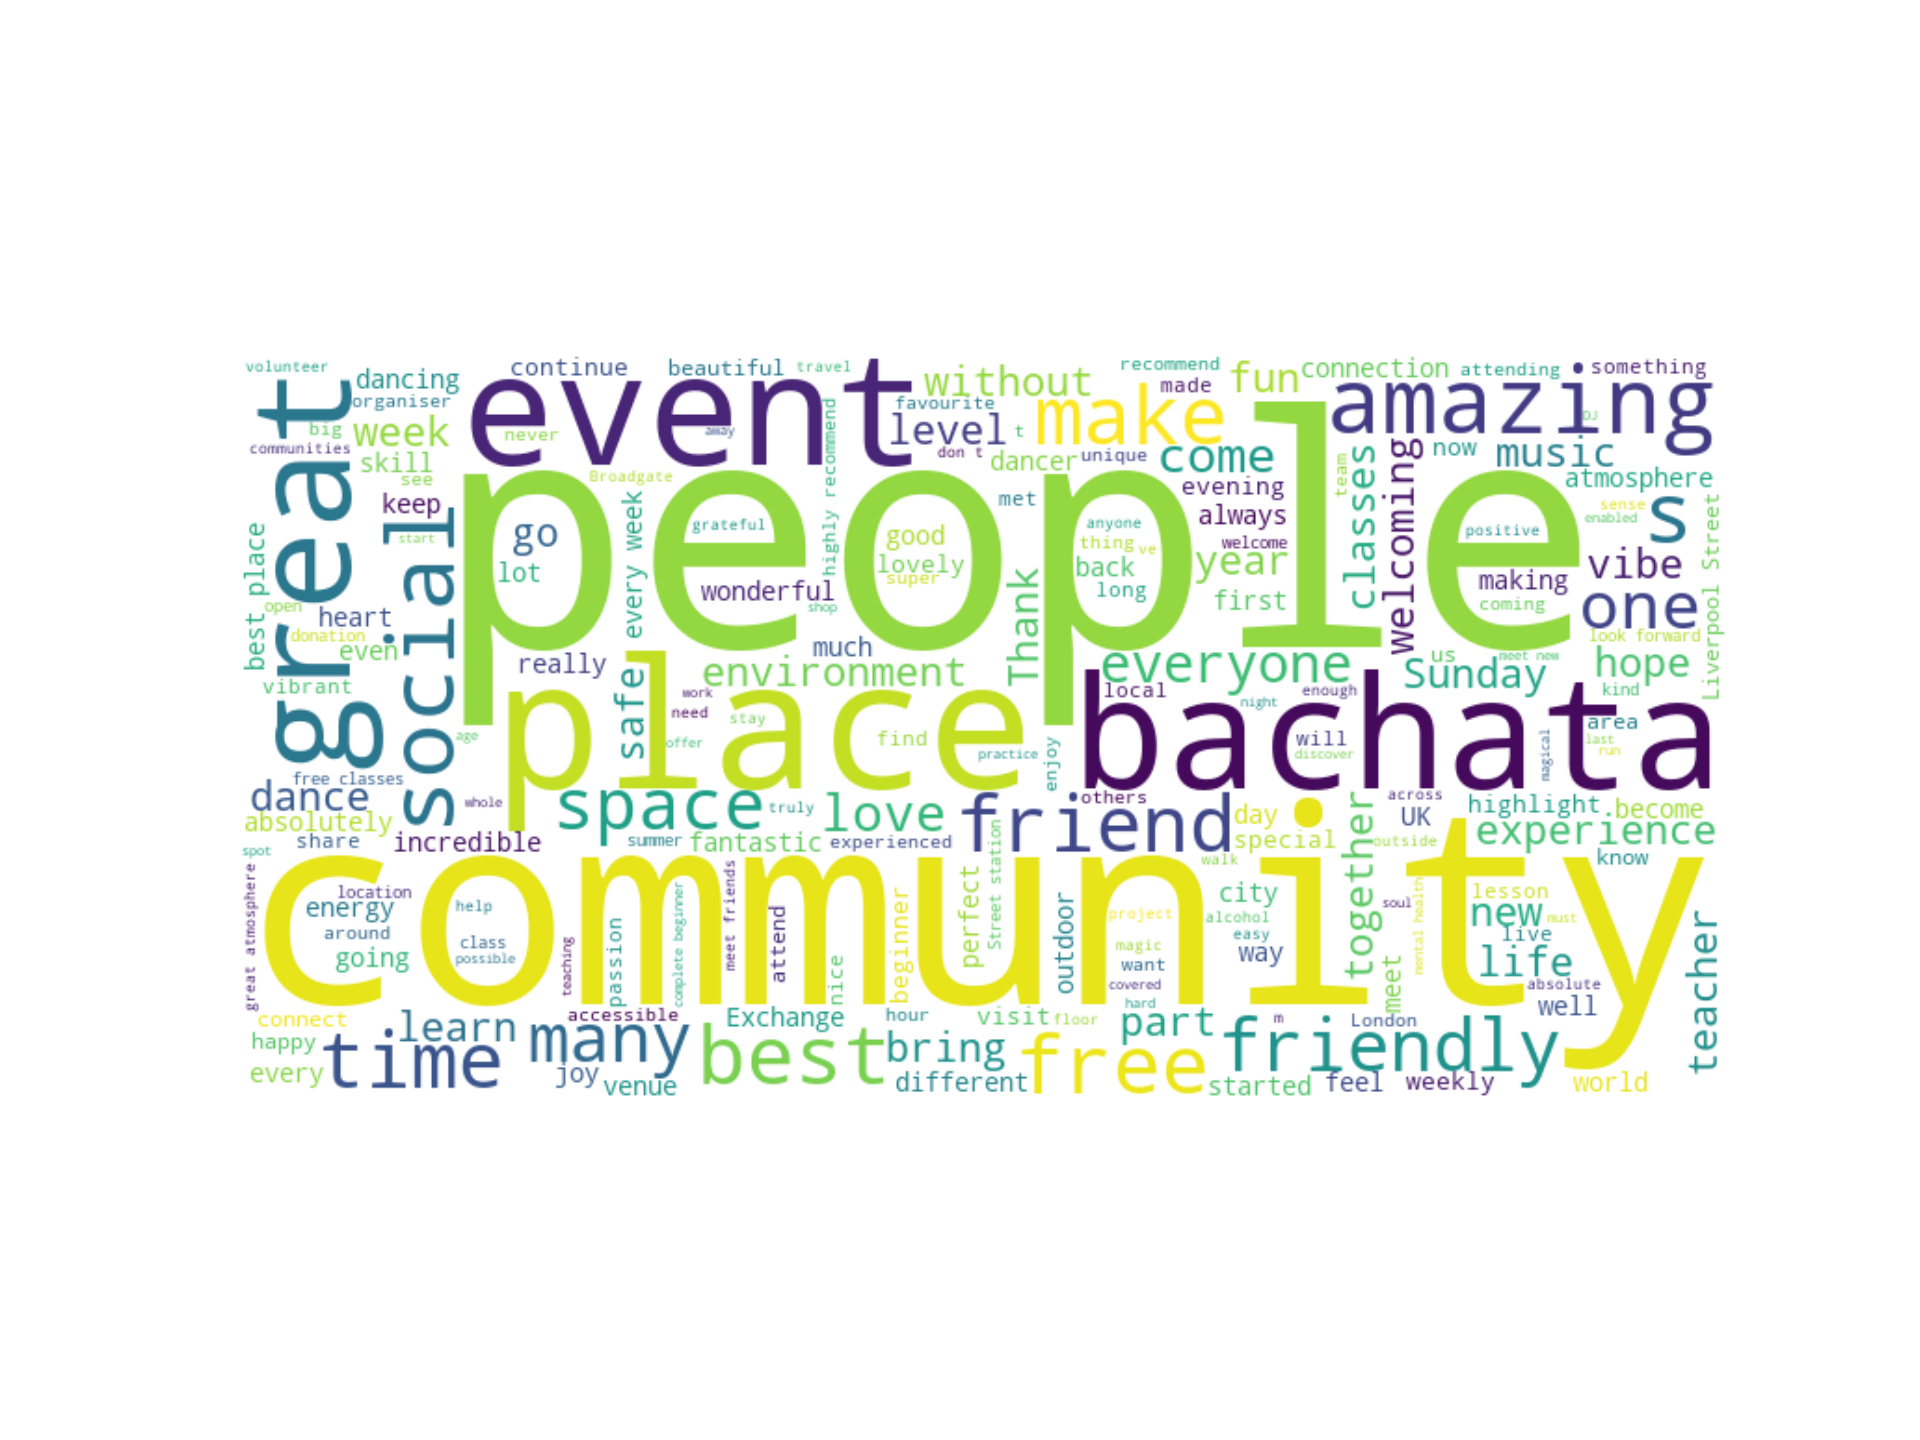 volunteer
dancing
organiser
continue
beautiful
travel
event
without
recommend
made
fun
connection
attending
something
amazing
great
big
communities
week
never
away
favourite
level
t
don t
make
dancer
unique
come
classes
welcoming
now
music
DJ
skill
see
keep
start
social
Broadgate
people
highly recommend
met
evening
always
team
atmosphere
sense
enabled
s
best place
go
lot
every week
grateful
good
lovely
super
anyone
thing
ve
back
long
welcome
year
first
positive
making
coming
vibe
one
Liverpool Street
open
heart
donation
even
wonderful
shop
much
Thank
look forward
really
environment
everyone
us
meet new
hope
Sunday
vibrant
safe
place
work
need
stay
offer
find
practice
enjoy
local
enough
night
will
discover
bachata
kind
area
last
run
magical
age
free classes
dance
whole
absolutely
share
incredible
space
truly
love
friend
others
day
special
across
UK
outside
highlight
become
experience
know
spot
summer
fantastic
experienced
Street station
walk
together
community
great atmosphere
location
energy
around
going
help
class
possible
teaching
passion
complete beginner
meet friends
attend
nice
beginner
perfect
outdoor
project
magic
want
covered
hard
city
alcohol
easy
way
soul
meet
mental health
lesson
new
must
live
life
absolute
well
teacher
connect
happy
every
learn
time
accessible
many
joy
venue
Exchange
best
hour
bring
different
visit
floor
free
part
started
m
friendly
London
feel
weekly
world